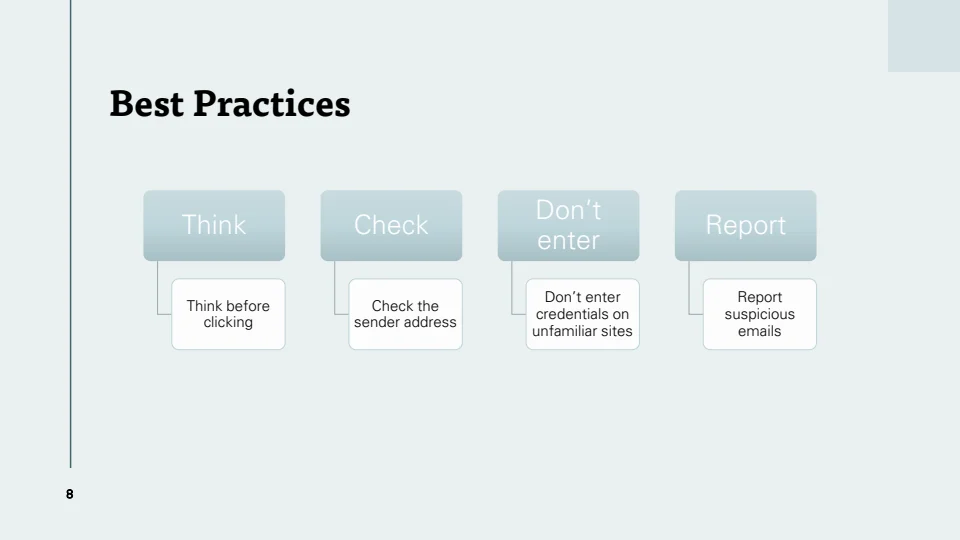 Best Practices
Think
Check
Don’t
enter
Report
Think before
clicking
Check the
sender address
Don’t enter
credentials on
unfamiliar sites
Report
suspicious
emails
8